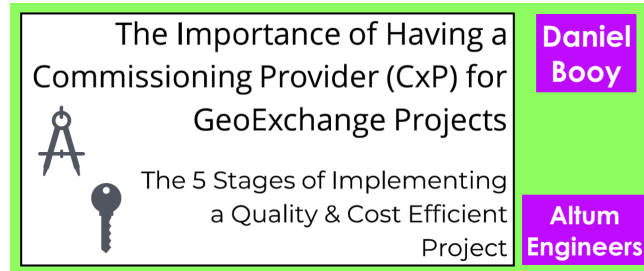 The Importance of Having a
Commissioning Provider (CxP) for
GeoExchange Projects
The 5 Stages of Implementing
a Quality & Cost Efficient
Project
Daniel
Booy
Altum
Engineers